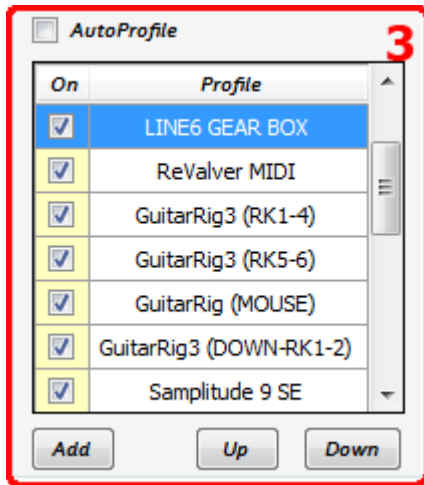 AutoProfile
3
On Profile
LINE6 GEAR BOX
ReValver MIDI
GuitarRig3 (RK1-4)
GuitarRig3 (RK5-6)
GuitarRig (MOUSE)
GuitarRig3 (DOWN-RK1-2)
Samplitude 9 SE
Add Up Down